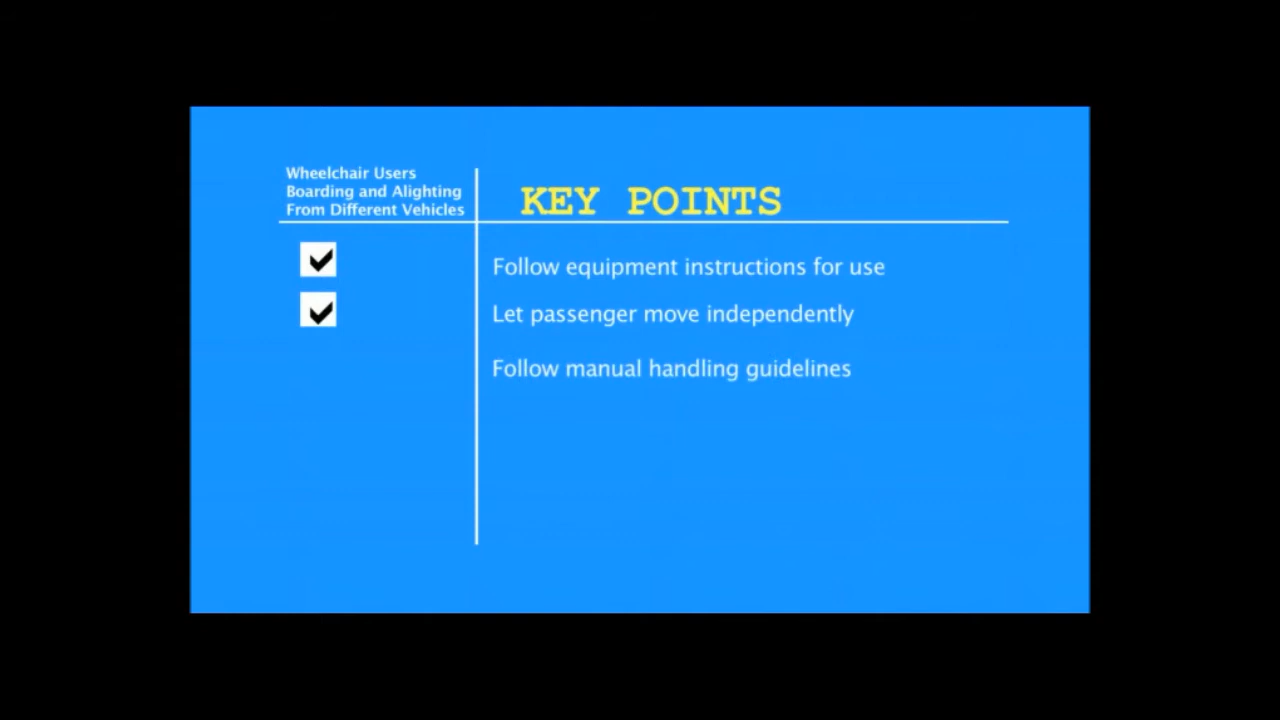 Wheelchair Users
Boarding and Alighting
From Different Vehicles
KEY POINTS
Follow equipment instructions for use
Let passenger move independently
Follow manual handling guidelines